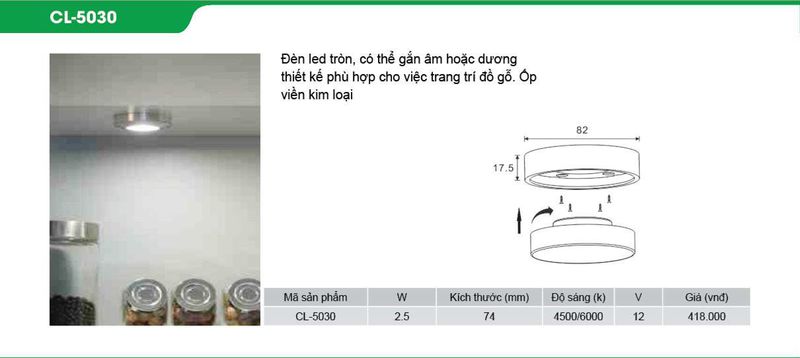 CL-5030
Đèn led tròn, có thể gắn âm hoặc dương
thiết kế phù hợp cho việc trang trí đồ gỗ. Ốp
viền kim loại
82
17.5
Mã sản phẩm W Kích thước (mm) Độ sáng (k) V Giá (vnđ)
CL-5030 2.5 74 4500/6000 12 418.000